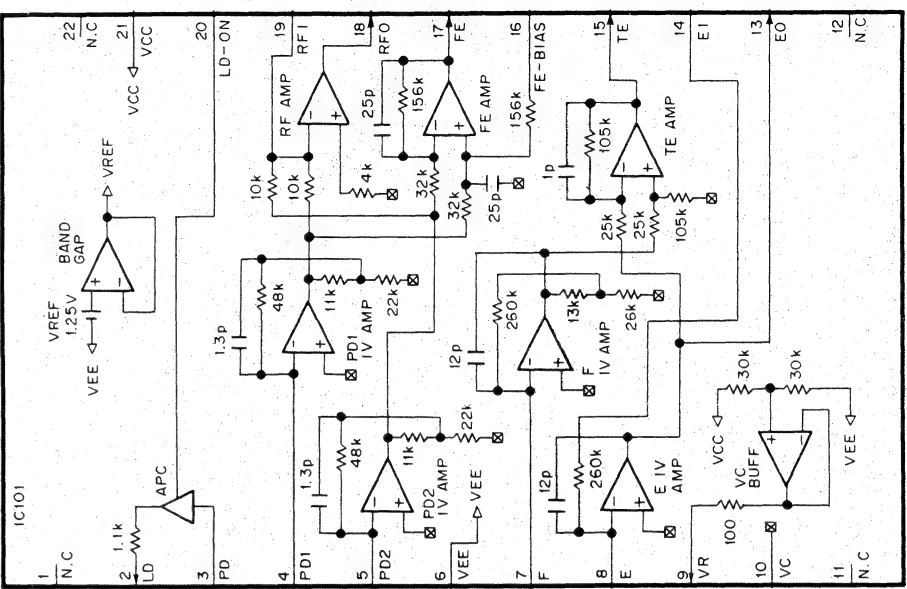 22
N.C
21
VCC
20
LD-ON
19
RFI
18
RFO
17
FE
16
FE-BIAS
15
TE
14
EI
13
EO
12
N.C
VCC
VREF
BAND
GAP
VREF
1.25V
VEE
RF AMP
10k
10k
4k
25p
156k
FE AMP
32k
32k
25p
156k
1p
105k
TE AMP
25k
25k
105k
1.3p
48k
11k
22k
PD1
IV AMP
12p
260k
13k
26k
F
IV AMP
30k
30k
VCC
VEE
VC
BUFF
100
1.3p
48k
11k
22k
PD2
IV AMP
VEE
12p
260k
E IV
AMP
APC
1.1k
IC101
1
N.C
2
LD
3
PD
4
PD1
5
PD2
6
VEE
7
F
8
E
9
VR
10
VC
11
N.C